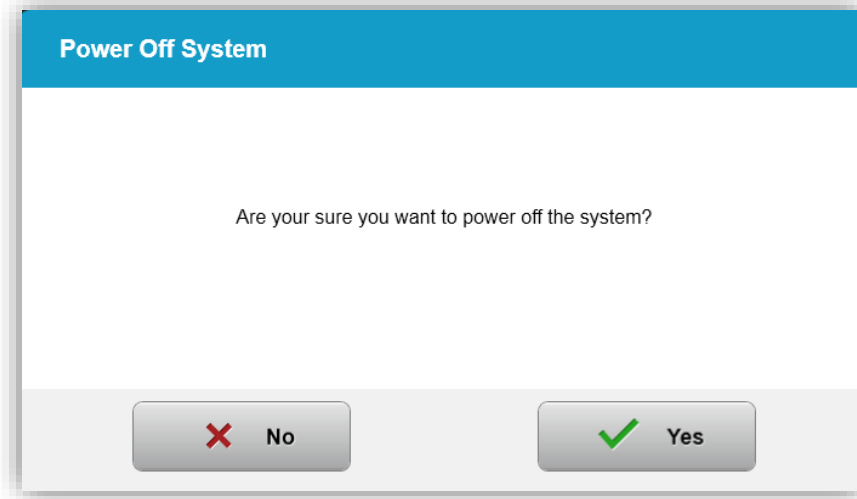 Power Off System
Are your sure you want to power off the system?
No
Yes